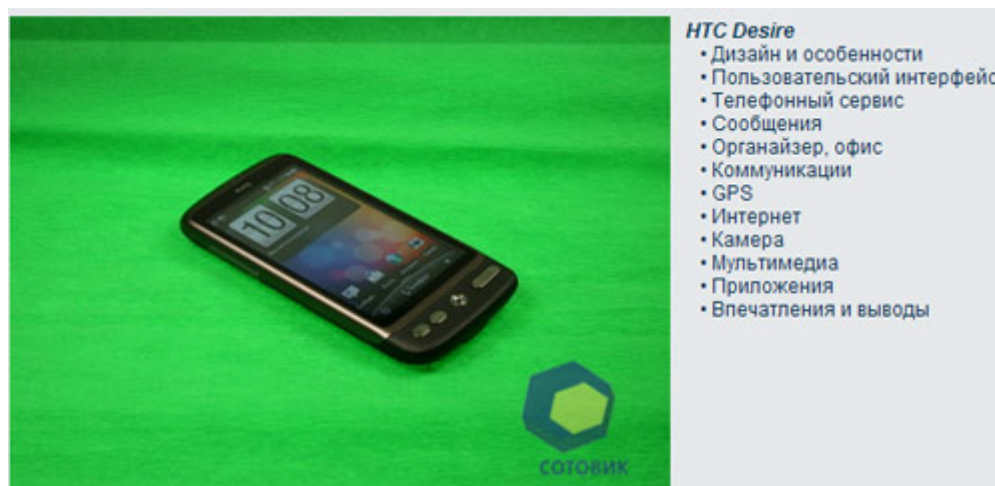 HTC Desire
• Дизайн и особенности
• Пользовательский интерфейс
• Телефонный сервис
• Сообщения
• Органайзер, офис
• Коммуникации
• GPS
• Интернет
• Камера
• Мультимедиа
• Приложения
• Впечатления и выводы
10 08
СОТОВИК